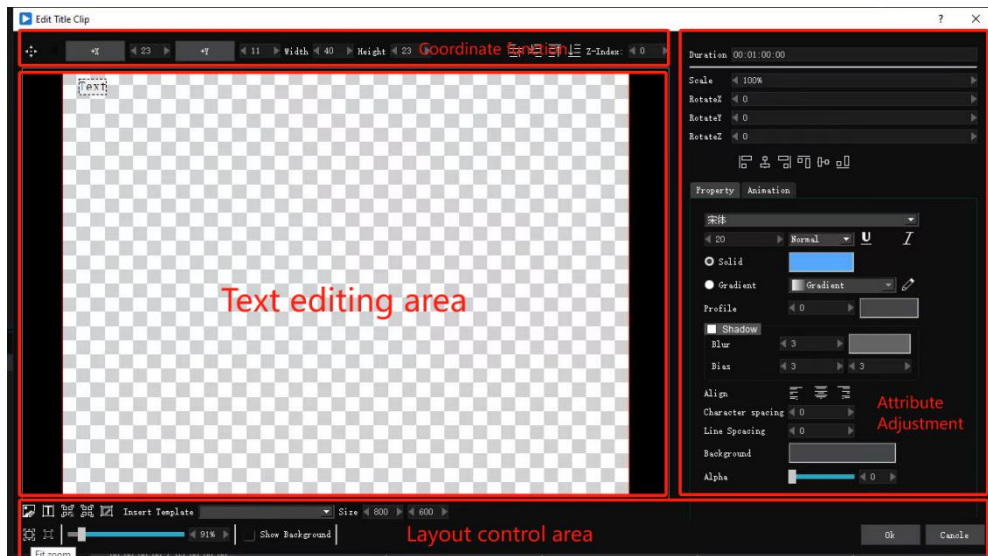 Edit Title Clip ?
+X 23 +Y 11 Width 40 Height 23 Coordinate function Z-Index: 0
Text
Text editing area
Duration 00:01:00:00
Scale 100%
RotateX 0
RotateY 0
RotateZ 0
Property Animation
宋体
20 Normal U I
Solid
Gradient Gradient
Profile 0
Shadow
Blur 3
Bias 3 3
Align
Attribute
Character spacing 0
Adjustment
Line Spoacing 0
Background
Alpha 0
Insert Template Size 800 600
91% Show Background Layout control area Ok Cancle
Fit zoom